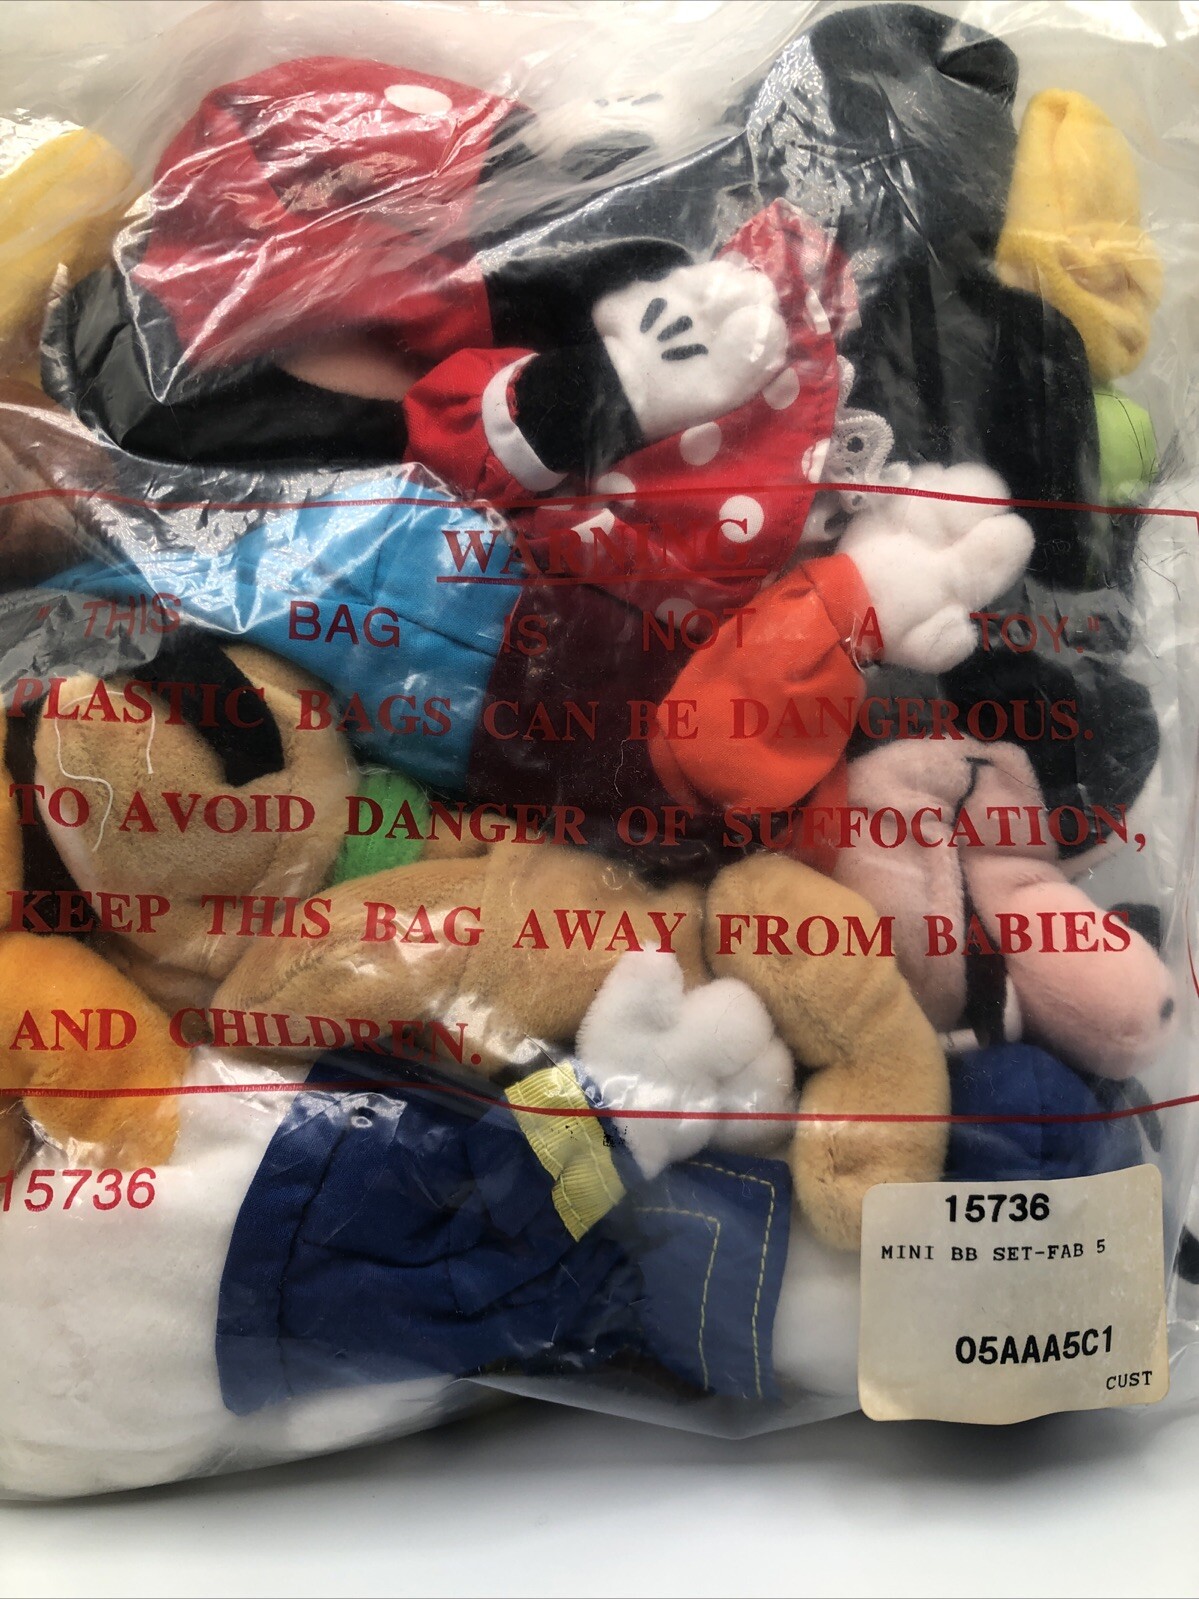 WARNING
" THIS BAG IS NOT A TOY."
PLASTIC BAGS CAN BE DANGEROUS.
TO AVOID DANGER OF SUFFOCATION,
KEEP THIS BAG AWAY FROM BABIES
AND CHILDREN.
15736
15736
MINI BB SET-FAB 5
05AAA5C1
CUST